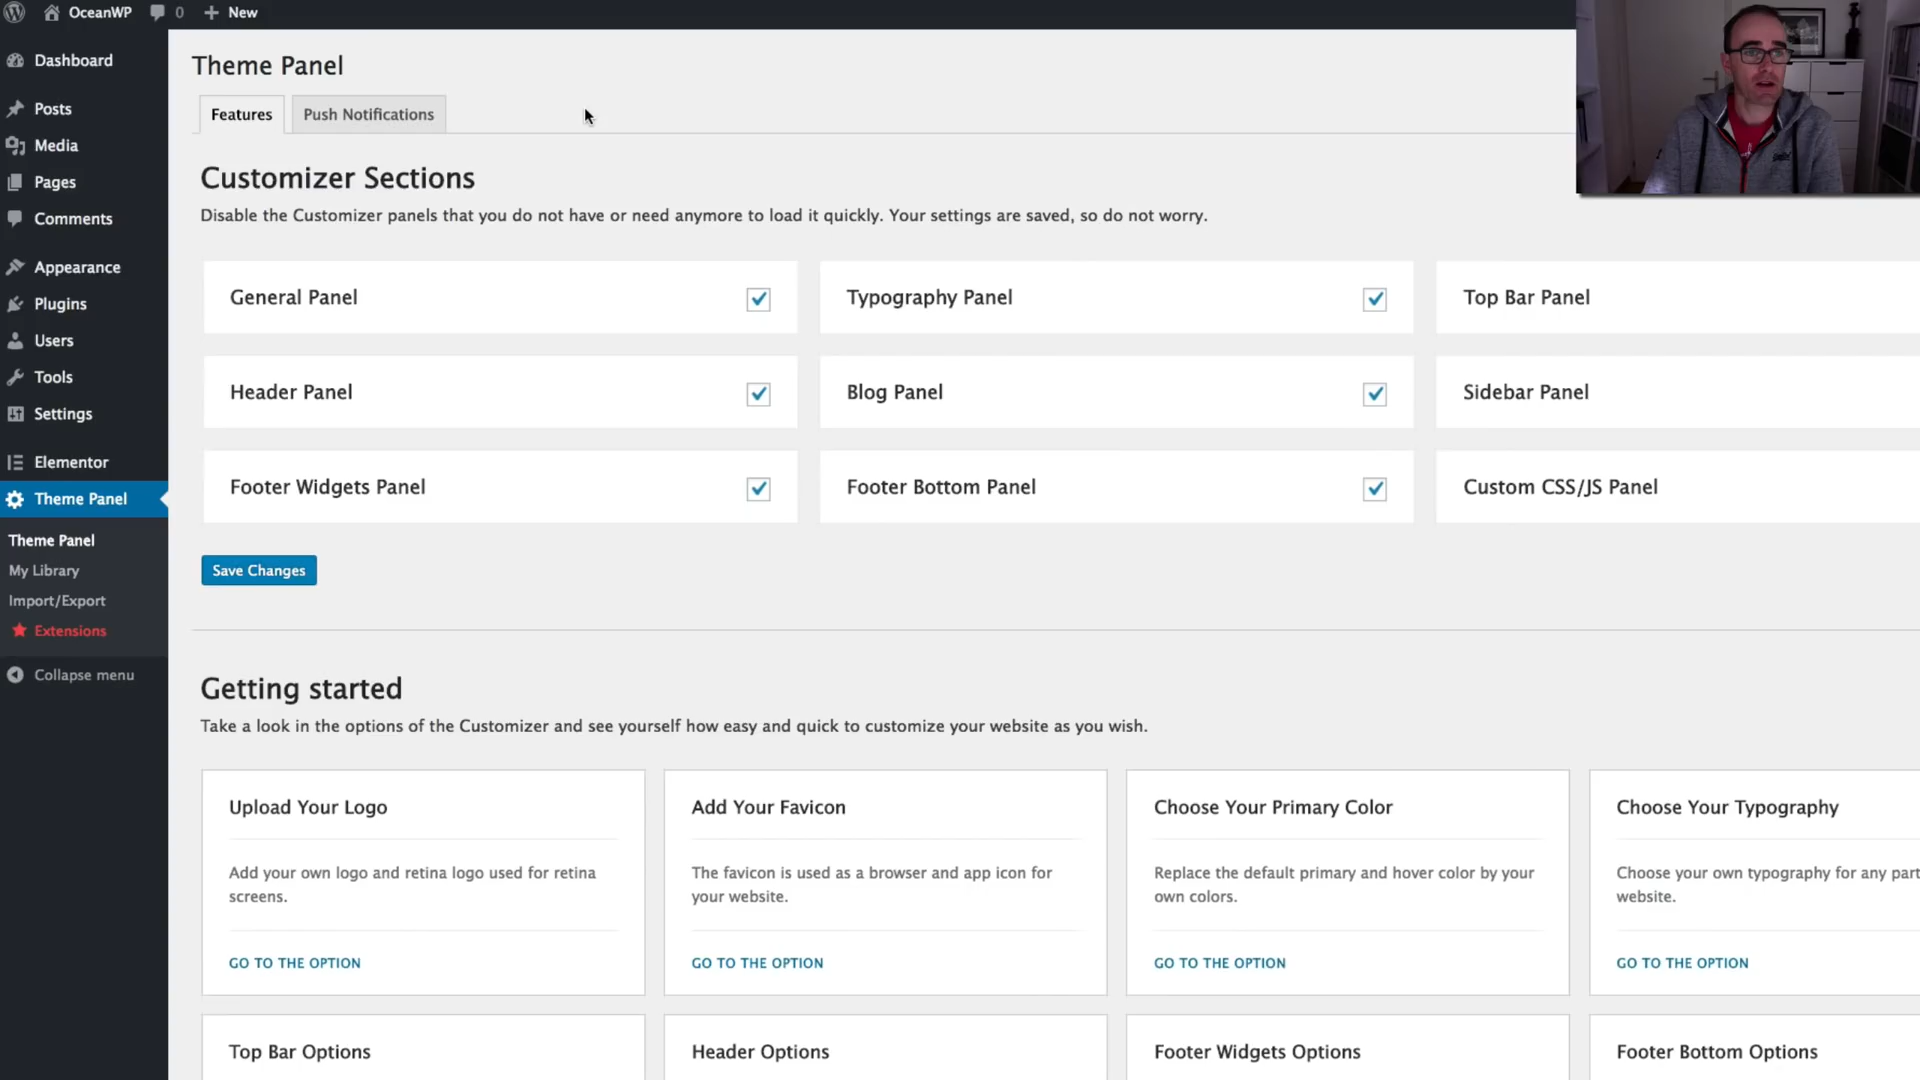 OceanWP 0 New
Dashboard
Posts
Media
Pages
Comments
Appearance
Plugins
Users
Tools
Settings
Elementor
Theme Panel
Theme Panel
My Library
Import/Export
Extensions
Collapse menu
Theme Panel
Features Push Notifications
Customizer Sections
Disable the Customizer panels that you do not have or need anymore to load it quickly. Your settings are saved, so do not worry.
General Panel Typography Panel Top Bar Panel
Header Panel Blog Panel Sidebar Panel
Footer Widgets Panel Footer Bottom Panel Custom CSS/JS Panel
Save Changes
Getting started
Take a look in the options of the Customizer and see yourself how easy and quick to customize your website as you wish.
Upload Your Logo
Add your own logo and retina logo used for retina
screens.
GO TO THE OPTION
Add Your Favicon
The favicon is used as a browser and app icon for
your website.
GO TO THE OPTION
Choose Your Primary Color
Replace the default primary and hover color by your
own colors.
GO TO THE OPTION
Choose Your Typography
Choose your own typography for any part
website.
GO TO THE OPTION
Top Bar Options
Header Options
Footer Widgets Options
Footer Bottom Options